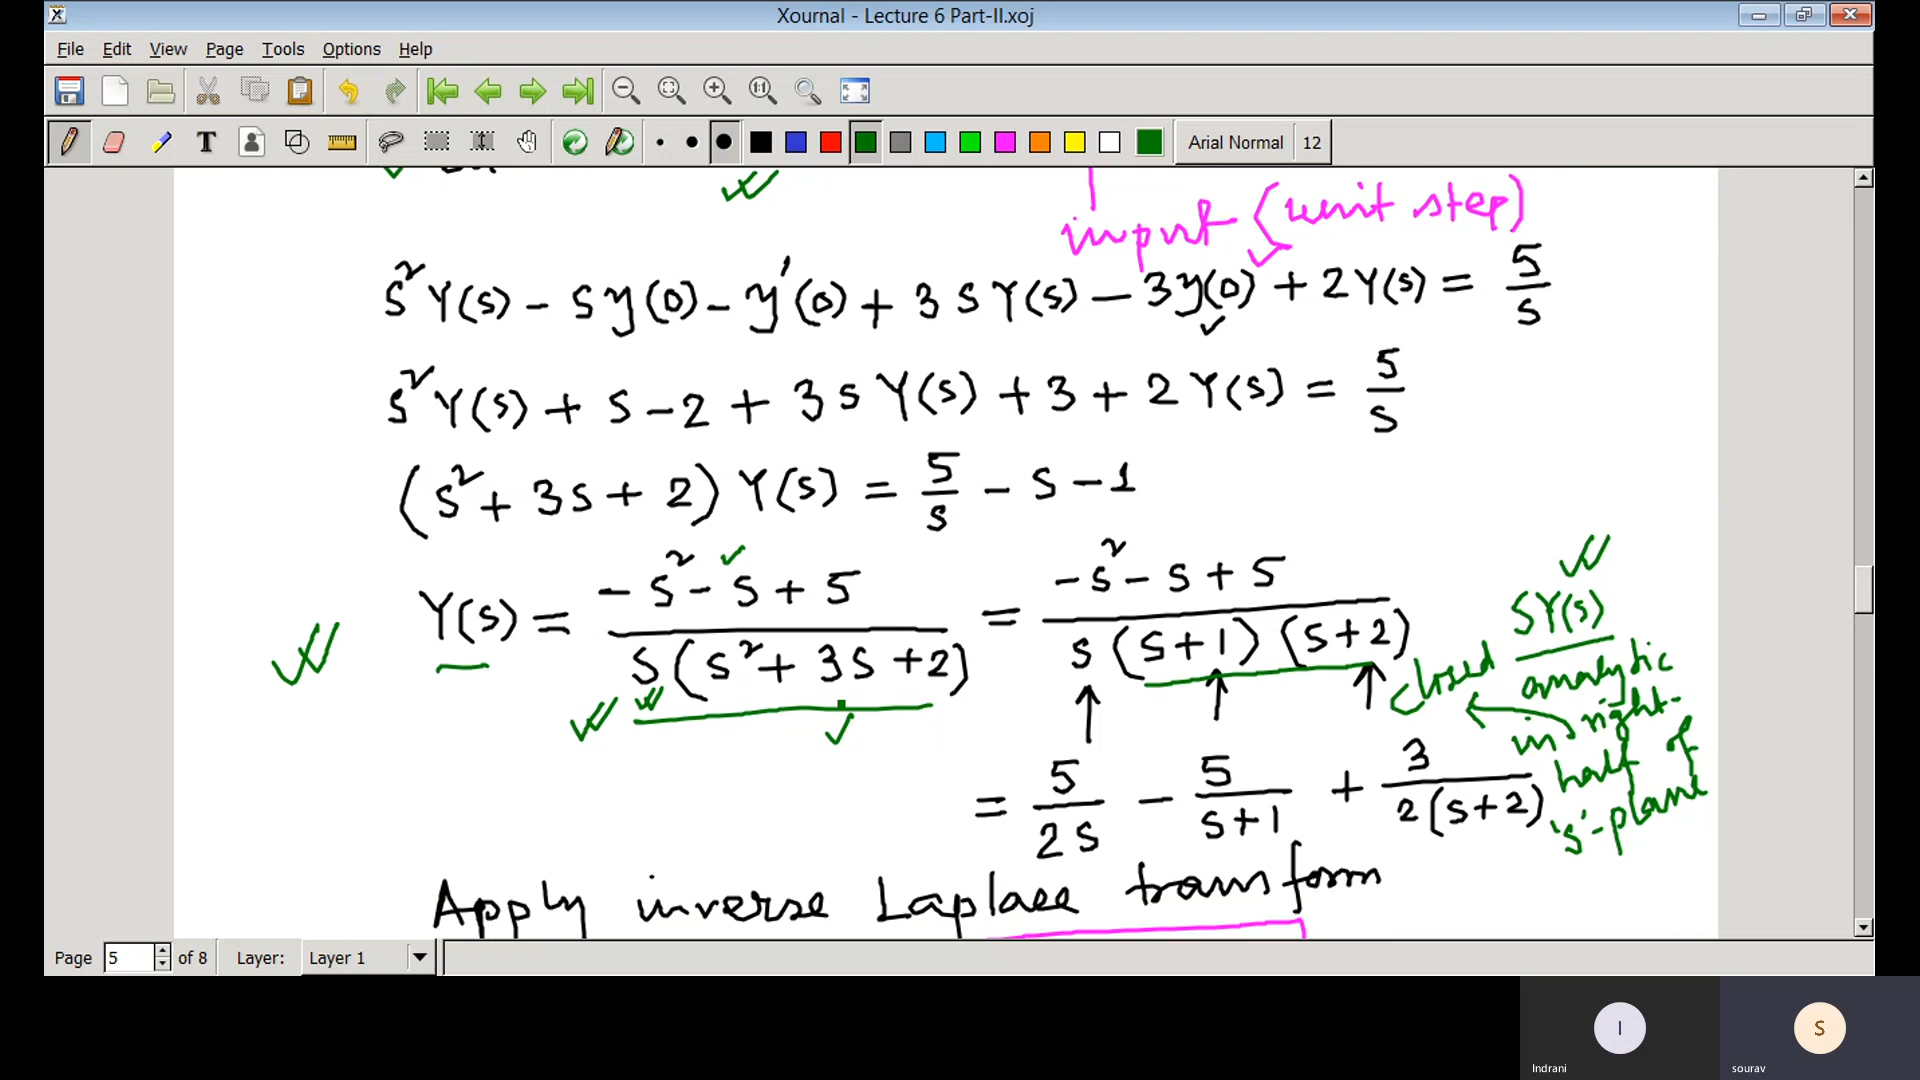 Xournal - Lecture 6 Part-II.xoj
File Edit View Page Tools Options Help
Arial Normal 12
input (unit step)
s²Y(s) - sy(0) - y'(0) + 3sY(s) - 3y(0) + 2Y(s) = 5/s
s²Y(s) + s - 2 + 3sY(s) + 3 + 2Y(s) = 5/s
(s² + 3s + 2) Y(s) = 5/s - s - 1
Y(s) = (-s² - s + 5)/(s(s² + 3s + 2)) = (-s² - s + 5)/(s(s+1)(s+2))
= 5/(2s) - 5/(s+1) + 3/(2(s+2))
sY(s)
analytic
closed
in right-
half of
's'-plane
Apply inverse Laplace transform
Page 5 of 8 Layer: Layer 1
I
Indrani
S
sourav